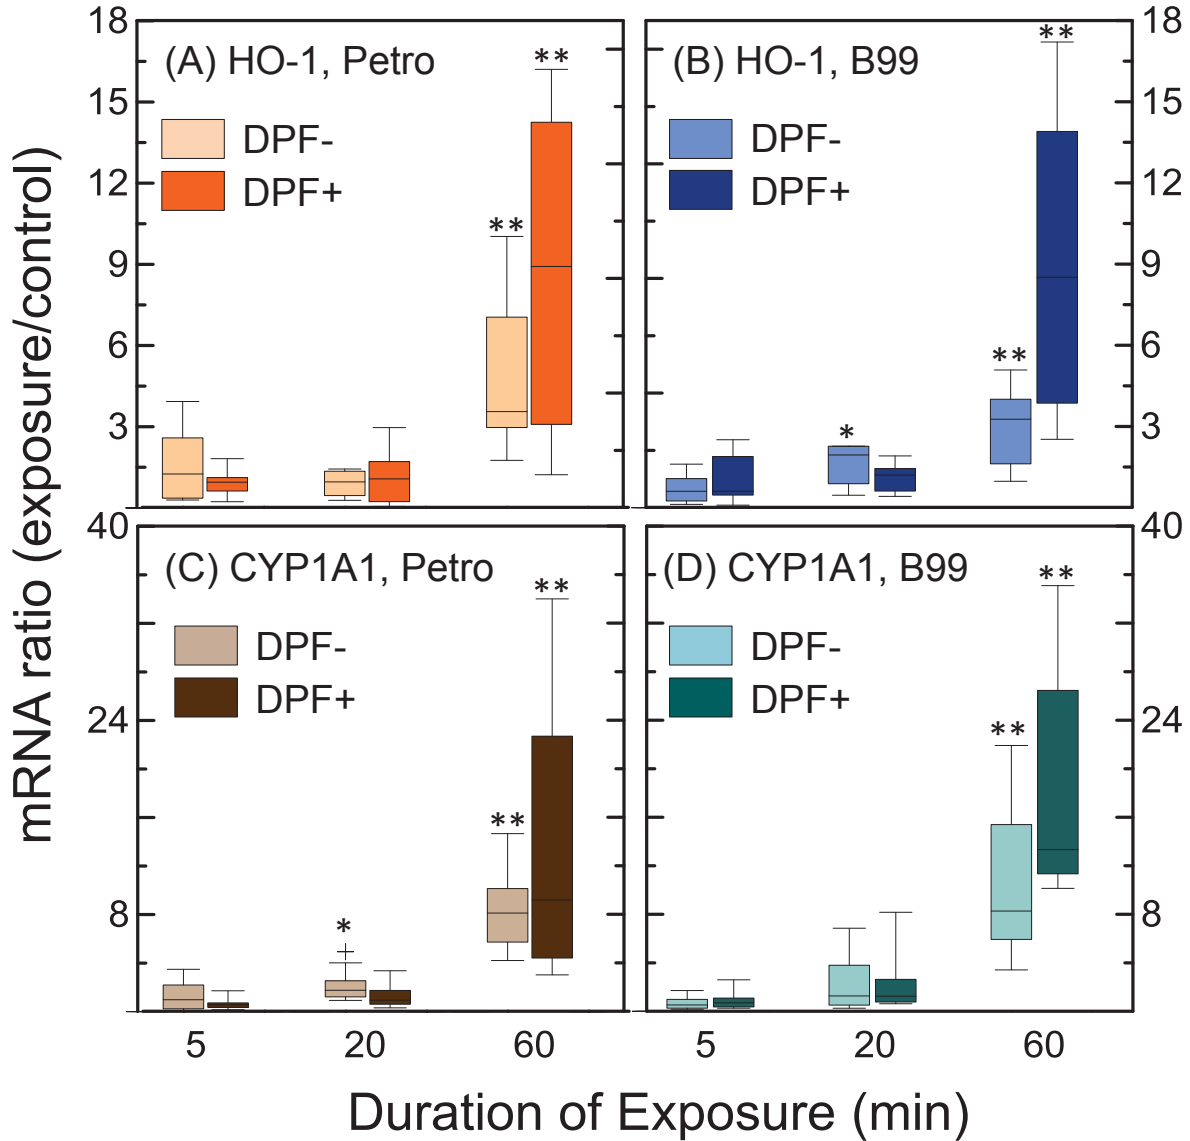 18
(A) HO-1, Petro
**
(B) HO-1, B99
**
18
15
15
DPF-
DPF-
12
DPF+
DPF+
12
**
9
9
6
**
6
3
*
3
mRNA ratio (exposure/control)
40
(C) CYP1A1, Petro
**
(D) CYP1A1, B99
**
40
DPF-
DPF-
DPF+
DPF+
24
**
24
**
8
*
8
5
20
60
5
20
60
Duration of Exposure (min)